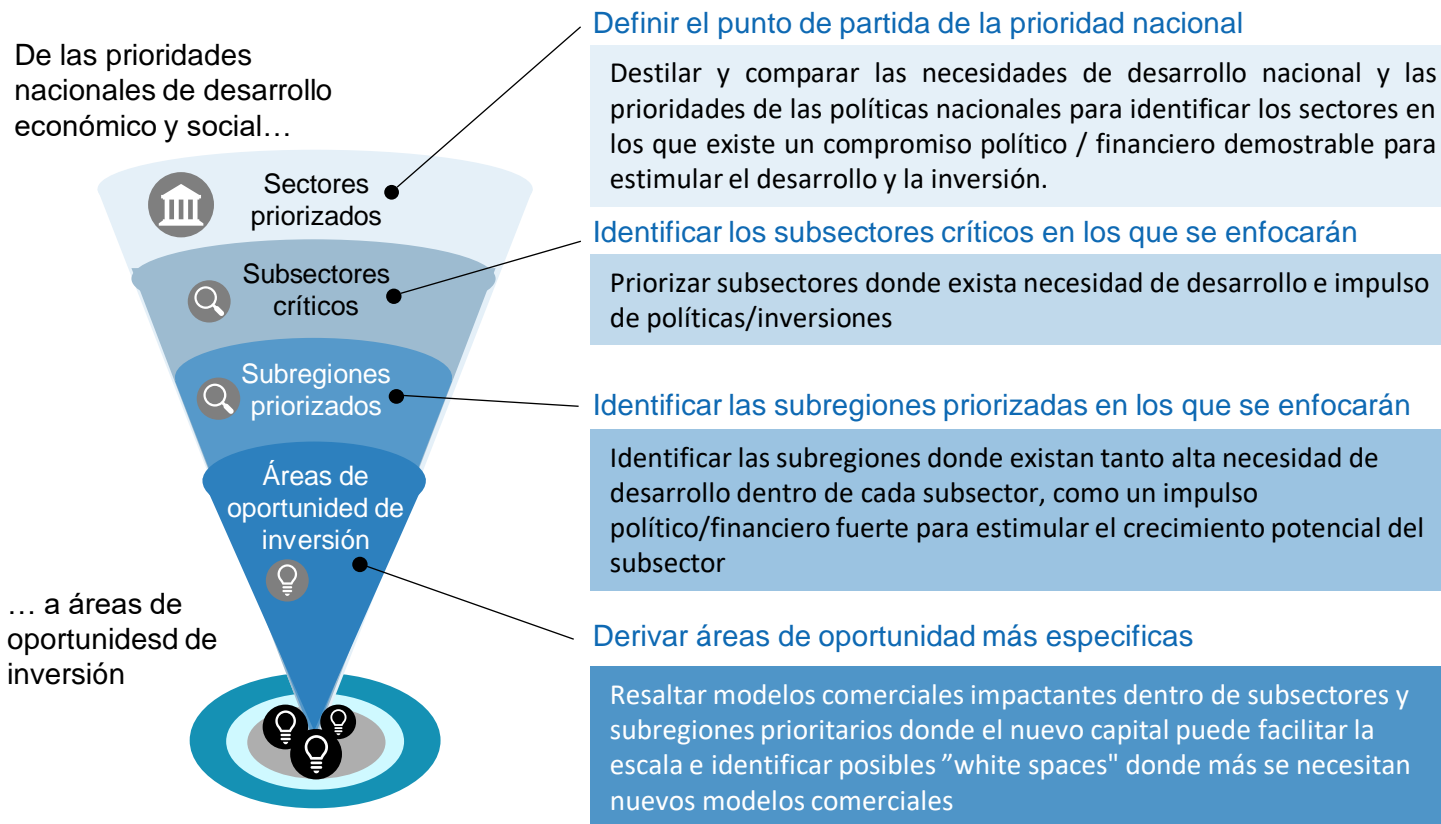 De las prioridades
nacionales de desarrollo
económico y social…
Sectores
priorizados
Subsectores
críticos
Subregiones
priorizados
Áreas de
oportunided de
inversión
… a áreas de
oportunidesd de
inversión
Definir el punto de partida de la prioridad nacional
Destilar y comparar las necesidades de desarrollo nacional y las
prioridades de las políticas nacionales para identificar los sectores en
los que existe un compromiso político / financiero demostrable para
estimular el desarrollo y la inversión.
Identificar los subsectores críticos en los que se enfocarán
Priorizar subsectores donde exista necesidad de desarrollo e impulso
de políticas/inversiones
Identificar las subregiones priorizadas en los que se enfocarán
Identificar las subregiones donde existan tanto alta necesidad de
desarrollo dentro de cada subsector, como un impulso
político/financiero fuerte para estimular el crecimiento potencial del
subsector
Derivar áreas de oportunidad más especificas
Resaltar modelos comerciales impactantes dentro de subsectores y
subregiones prioritarios donde el nuevo capital puede facilitar la
escala e identificar posibles ”white spaces" donde más se necesitan
nuevos modelos comerciales